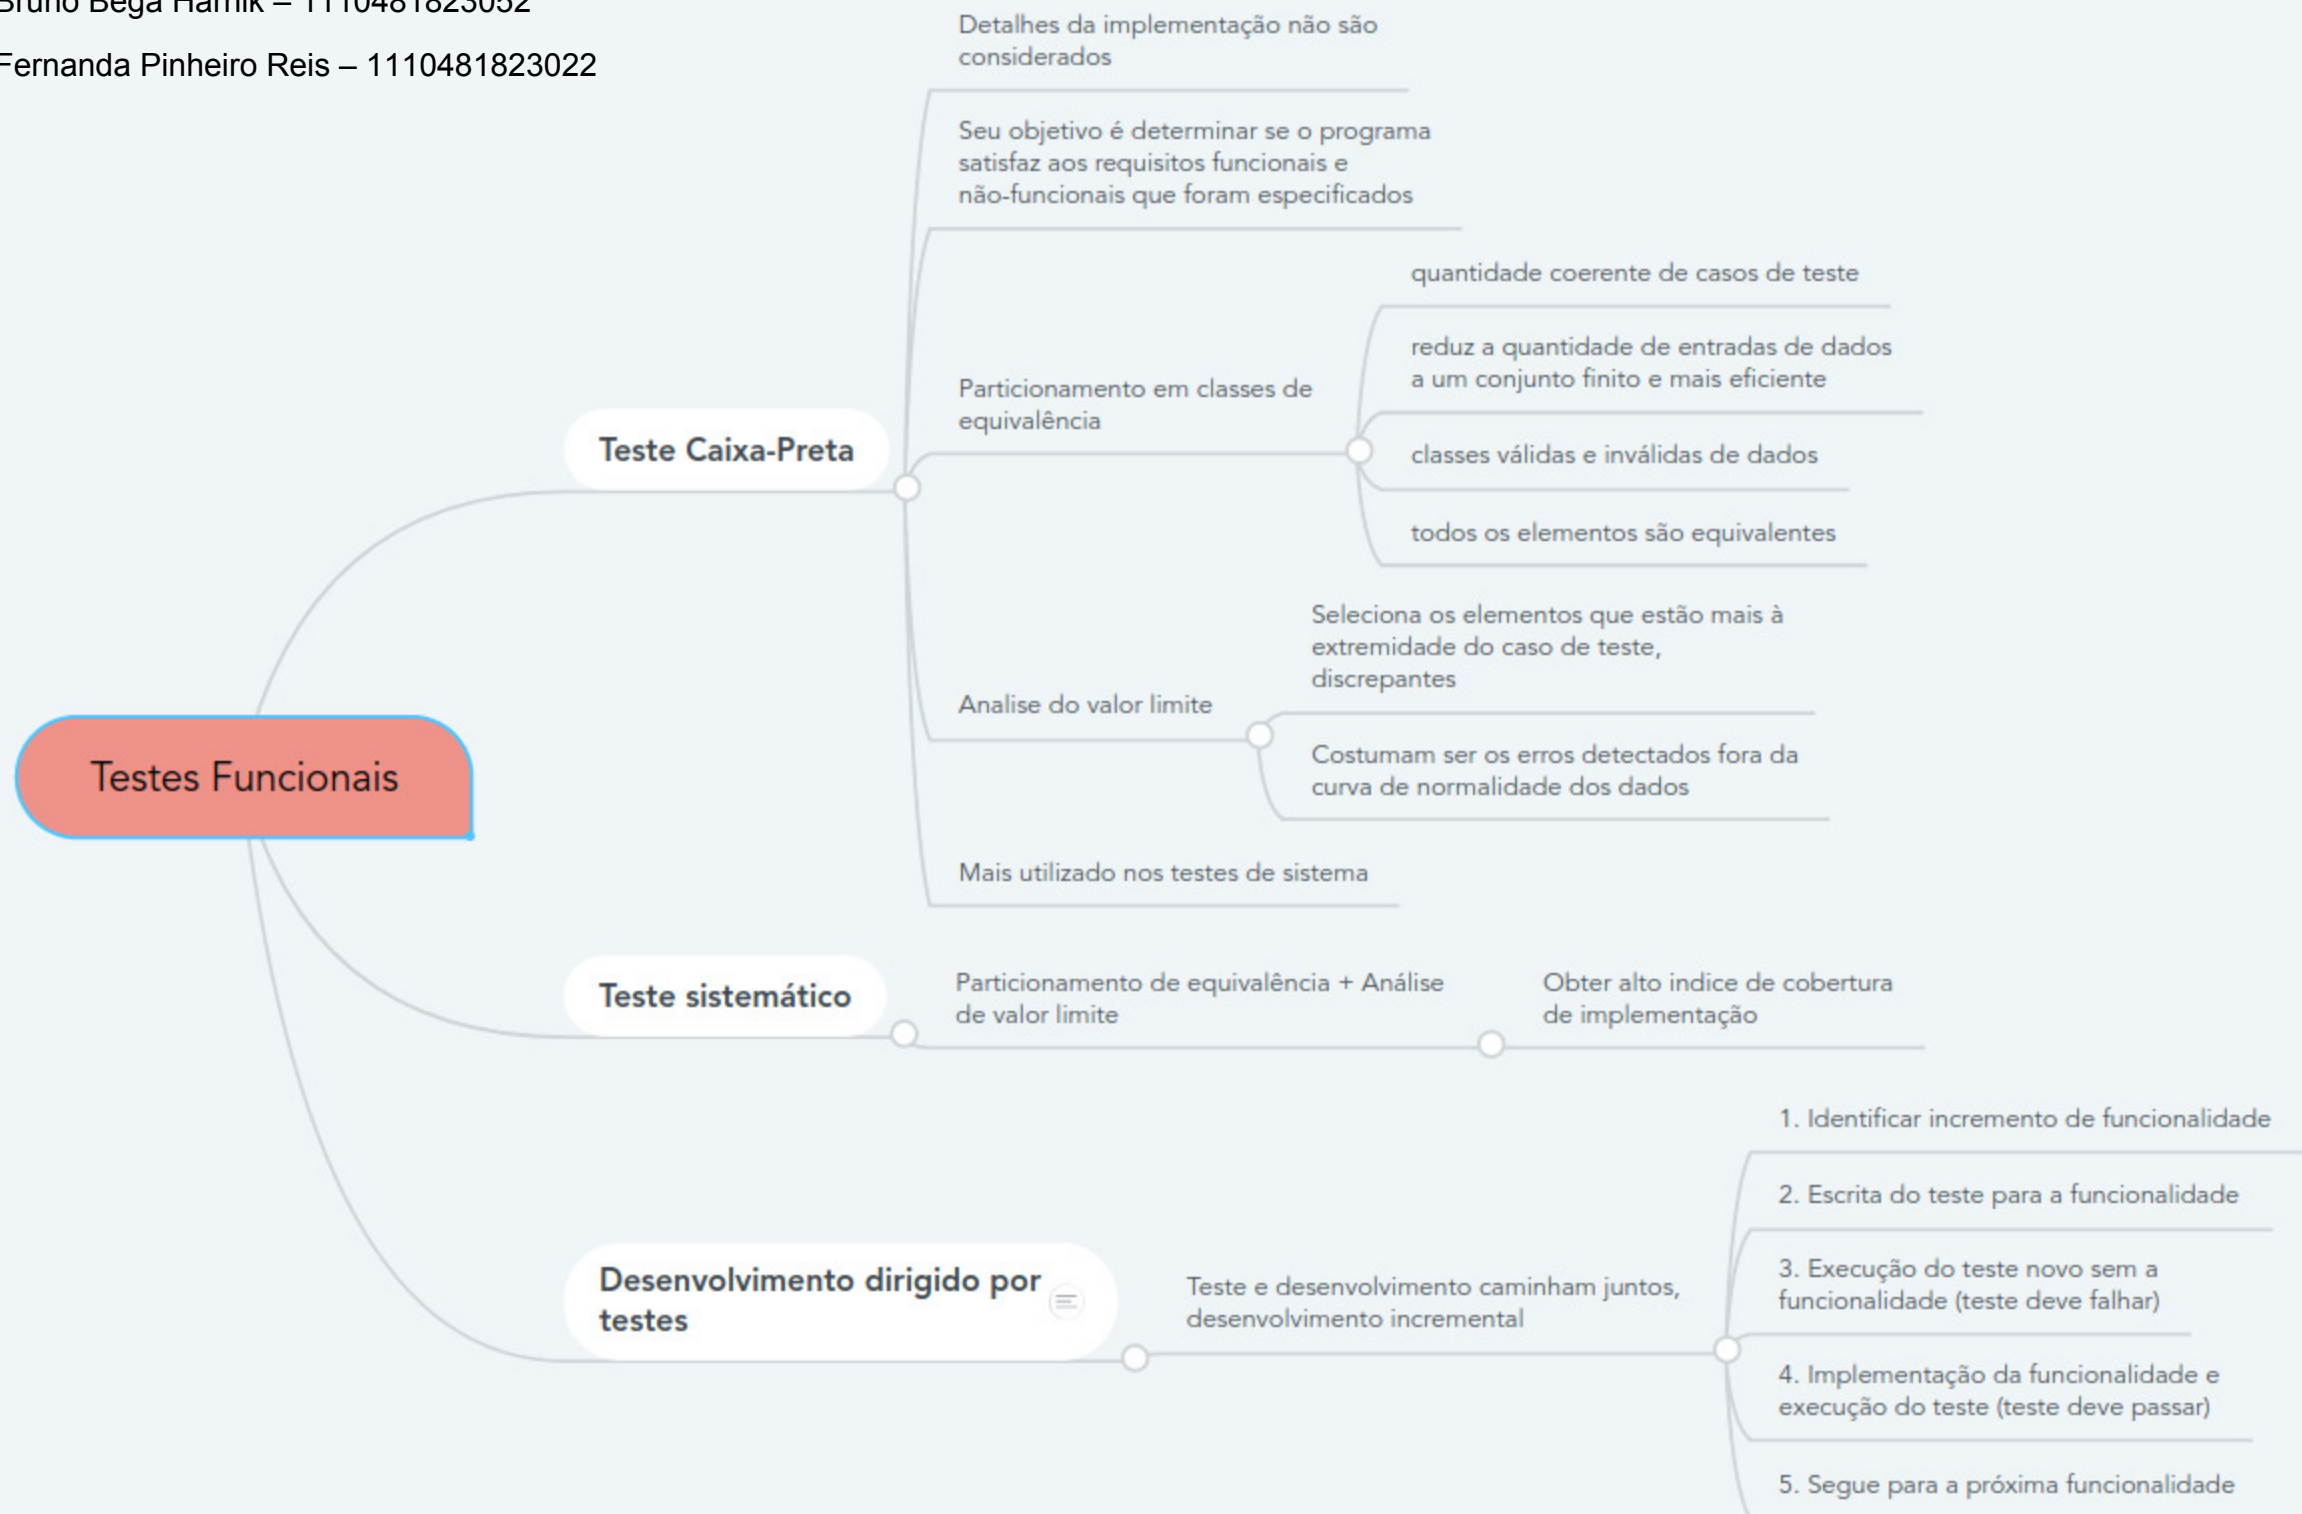 Bruno Bega Harnik – 1110481823052
Fernanda Pinheiro Reis – 1110481823022
Detalhes da implementação não são
considerados
Seu objetivo é determinar se o programa
satisfaz aos requisitos funcionais e
não-funcionais que foram especificados
quantidade coerente de casos de teste
reduz a quantidade de entradas de dados
a um conjunto finito e mais eficiente
Particionamento em classes de
equivalência
classes válidas e inválidas de dados
todos os elementos são equivalentes
Teste Caixa-Preta
Seleciona os elementos que estão mais à
extremidade do caso de teste,
discrepantes
Analise do valor limite
Costumam ser os erros detectados fora da
curva de normalidade dos dados
Mais utilizado nos testes de sistema
Testes Funcionais
Teste sistemático
Particionamento de equivalência + Análise
de valor limite
Obter alto indice de cobertura
de implementação
Desenvolvimento dirigido por
testes
Teste e desenvolvimento caminham juntos,
desenvolvimento incremental
1. Identificar incremento de funcionalidade
2. Escrita do teste para a funcionalidade
3. Execução do teste novo sem a
funcionalidade (teste deve falhar)
4. Implementação da funcionalidade e
execução do teste (teste deve passar)
5. Segue para a próxima funcionalidade